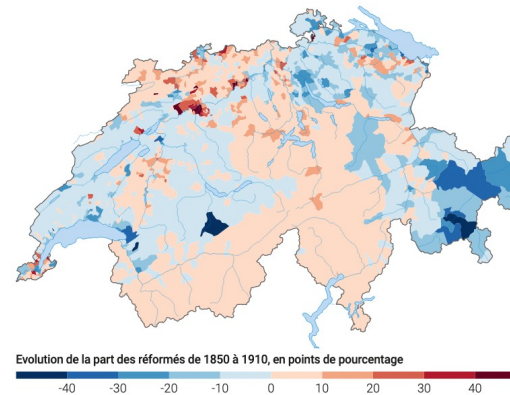 Evolution de la part des réformés de 1850 à 1910, en points de pourcentage
-40 -30 -20 -10 0 10 20 30 40